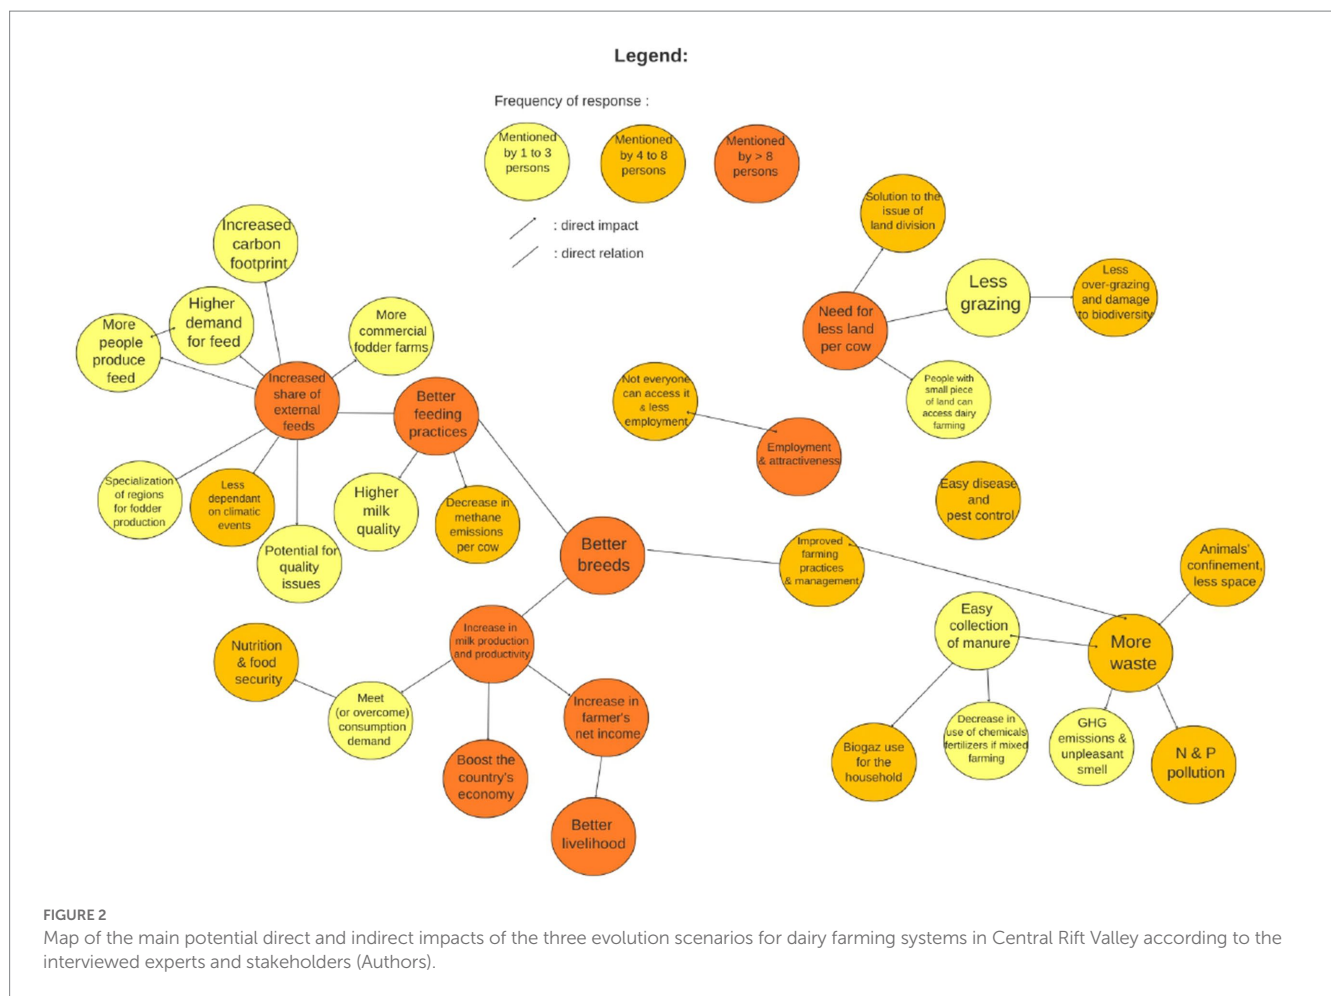 Legend:
Frequency of response :
Mentioned
by 1 to 3
persons
Mentioned
by 4 to 8
persons
Mentioned
by > 8
persons
: direct impact
: direct relation
Increased
carbon
footprint
Higher
demand
for feed
More
people
produce
feed
More
commercial
fodder farms
Increased
share of
external
feeds
Better
feeding
practices
Specialization
of regions
for fodder
production
Less
dependant
on climatic
events
Potential for
quality
issues
Higher
milk
quality
Decrease in
methane
emissions
per cow
Solution to the
issue of
land division
Less
grazing
Less
over-grazing
and damage
to biodiversity
Need for
less land
per cow
People with
small piece
of land can
access dairy
farming
Not everyone
can access it
& less
employment
Employment
& attractiveness
Easy disease
and
pest control
Better
breeds
Improved
farming
practices
& management
Animals'
confinement,
less space
Easy
collection
of manure
More
waste
Increase in
milk production
and productivity
Nutrition
& food
security
Meet
(or overcome)
consumption
demand
Increase in
farmer's
net income
Boost the
country's
economy
Better
livelihood
Biogaz use
for the
household
Decrease in
use of chemicals
fertilizers if mixed
farming
GHG
emissions &
unpleasant
smell
N & P
pollution
FIGURE 2
Map of the main potential direct and indirect impacts of the three evolution scenarios for dairy farming systems in Central Rift Valley according to the
interviewed experts and stakeholders (Authors).